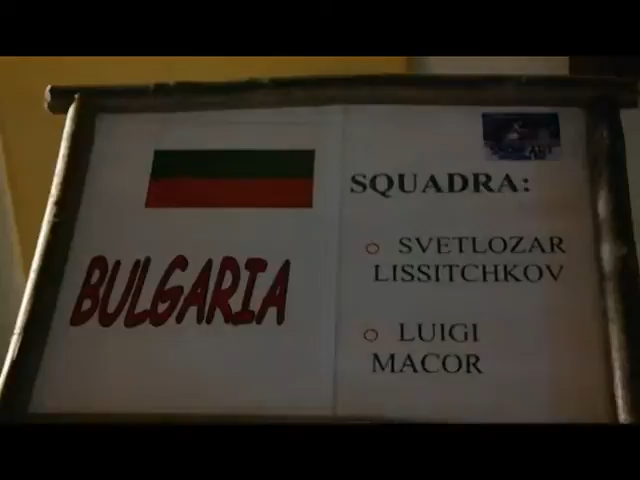 BULGARIA
SQUADRA:
SVETLOZAR
LISSITCHKOV
LUIGI
MACOR